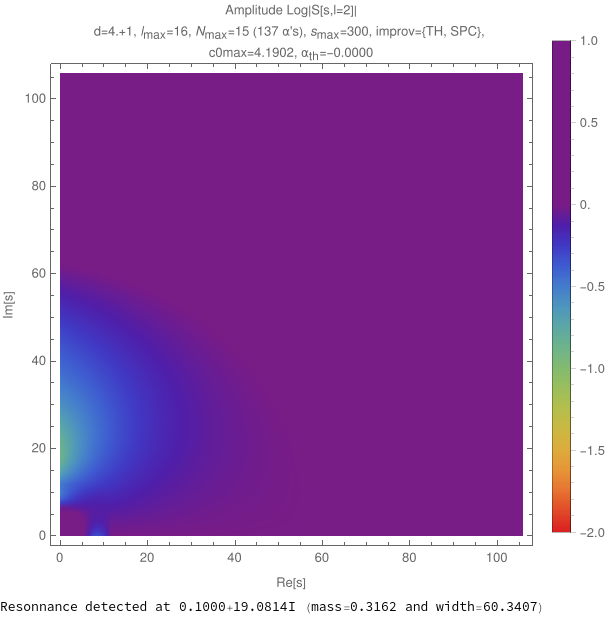 Amplitude Log|S[s,l=2]|
d=4.+1, lmax=16, Nmax=15 (137 α's), smax=300, improv={TH, SPC},
c0max=4.1902, αth=−0.0000
1.0
0.5
0.
−0.5
−1.0
−1.5
−2.0
100
80
60
40
20
0
Im[s]
0 20 40 60 80 100
Re[s]
Resonnance detected at 0.1000+19.0814I (mass=0.3162 and width=60.3407)